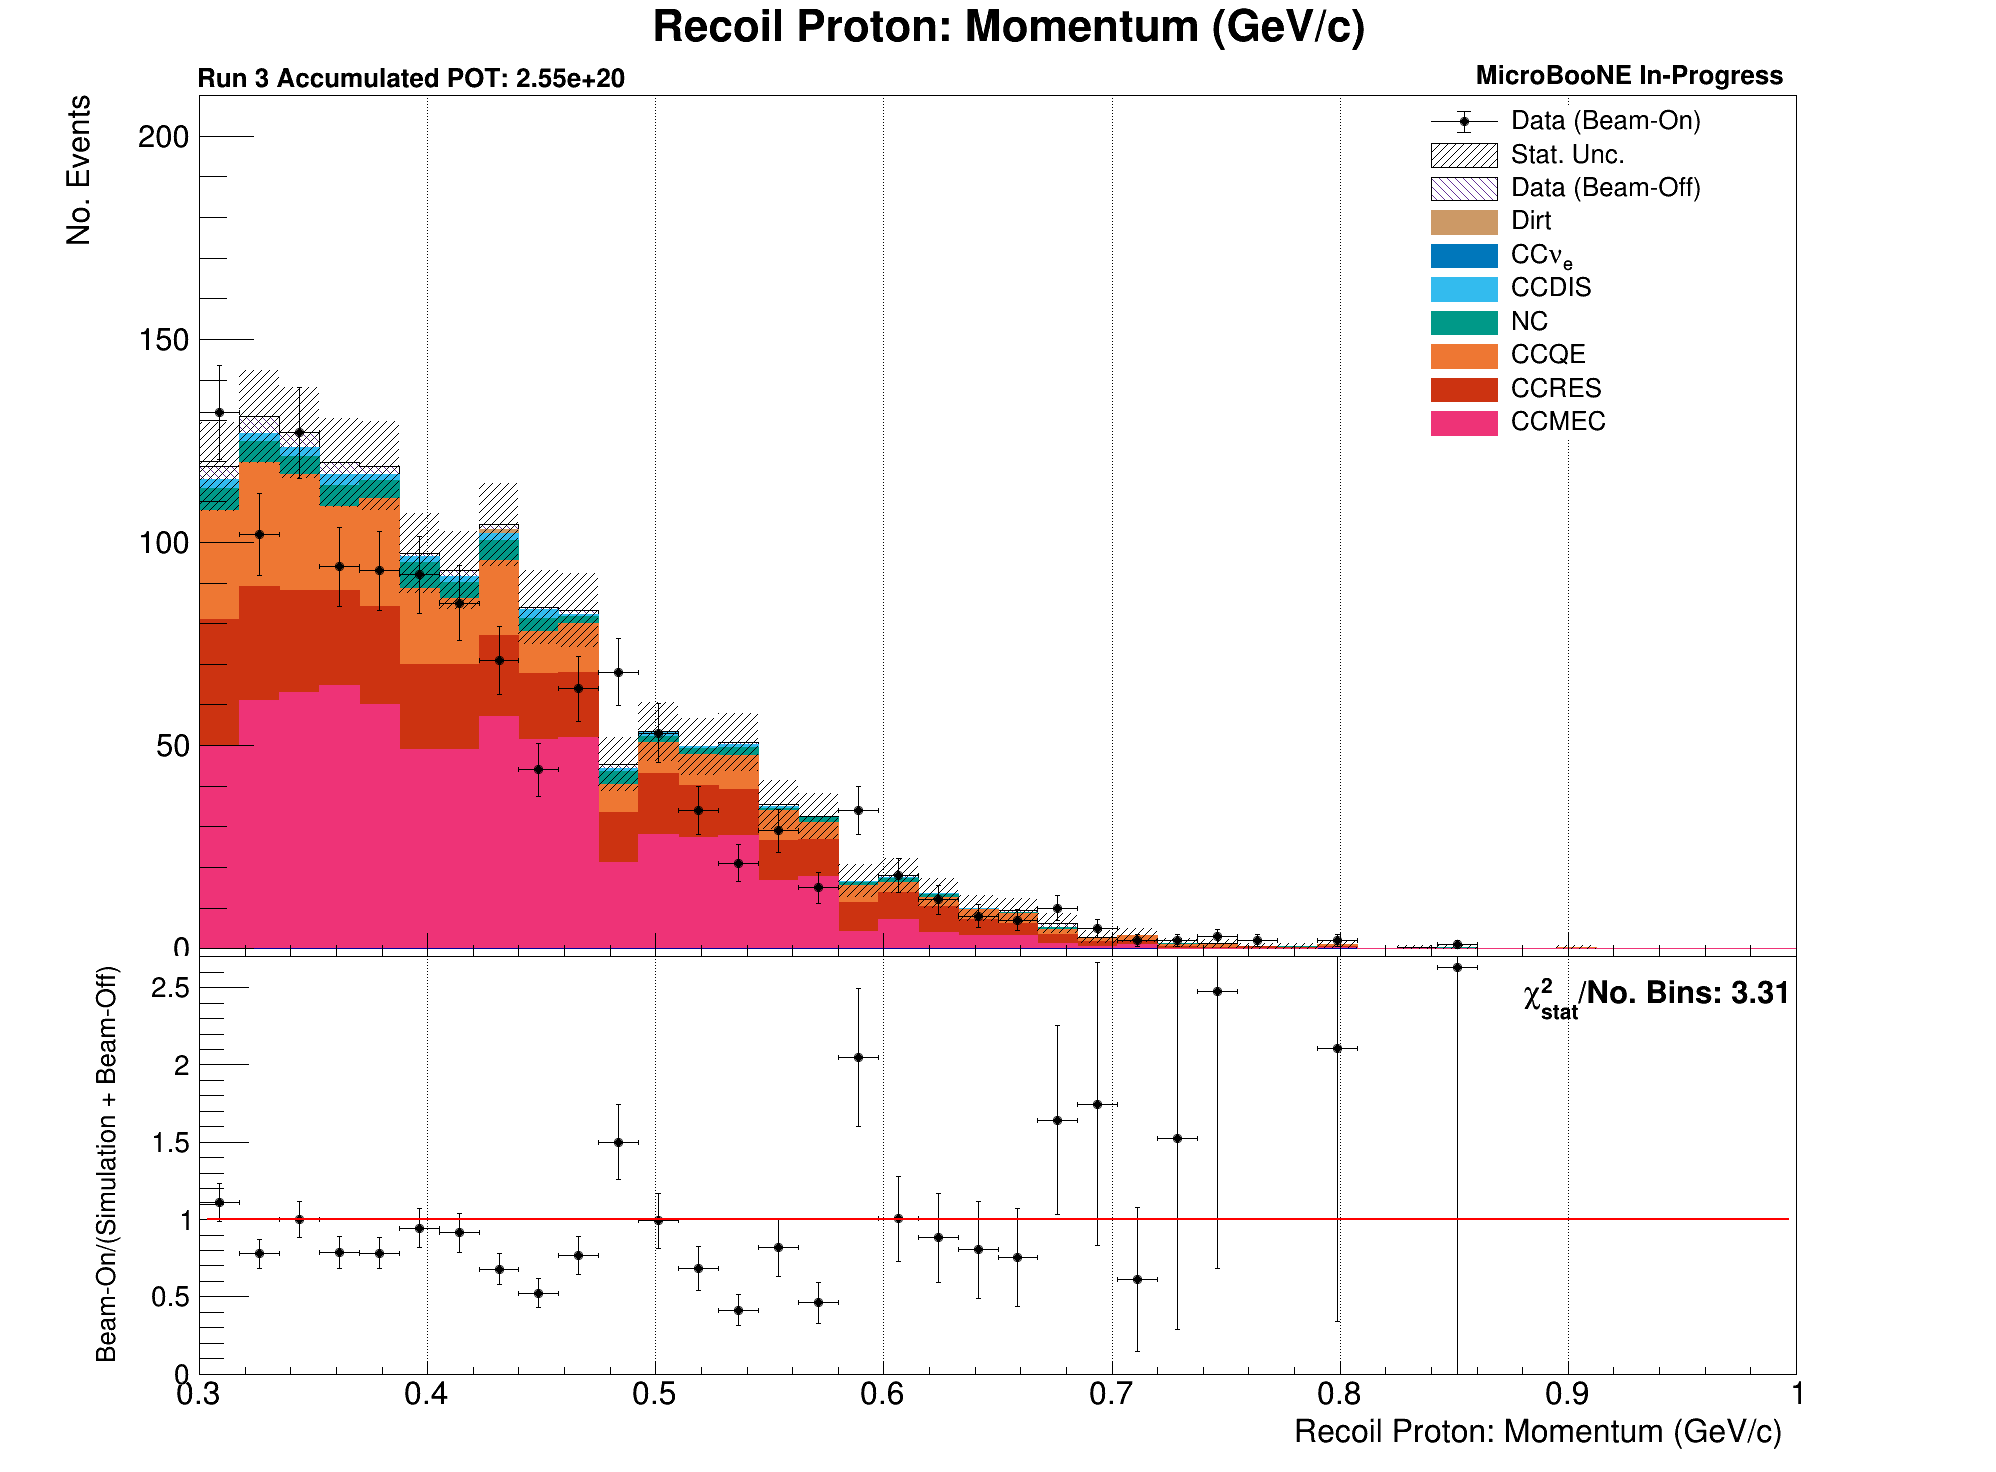 Recoil Proton: Momentum (GeV/c)
Run 3 Accumulated POT: 2.55e+20
MicroBooNE In-Progress
No. Events
200
150
100
50
0
Data (Beam-On)
Stat. Unc.
Data (Beam-Off)
Dirt
CCνe
CCDIS
NC
CCQE
CCRES
CCMEC
Beam-On/(Simulation + Beam-Off)
2.5
2
1.5
1
0.5
0
χ²stat/No. Bins: 3.31
0.3 0.4 0.5 0.6 0.7 0.8 0.9 1
Recoil Proton: Momentum (GeV/c)